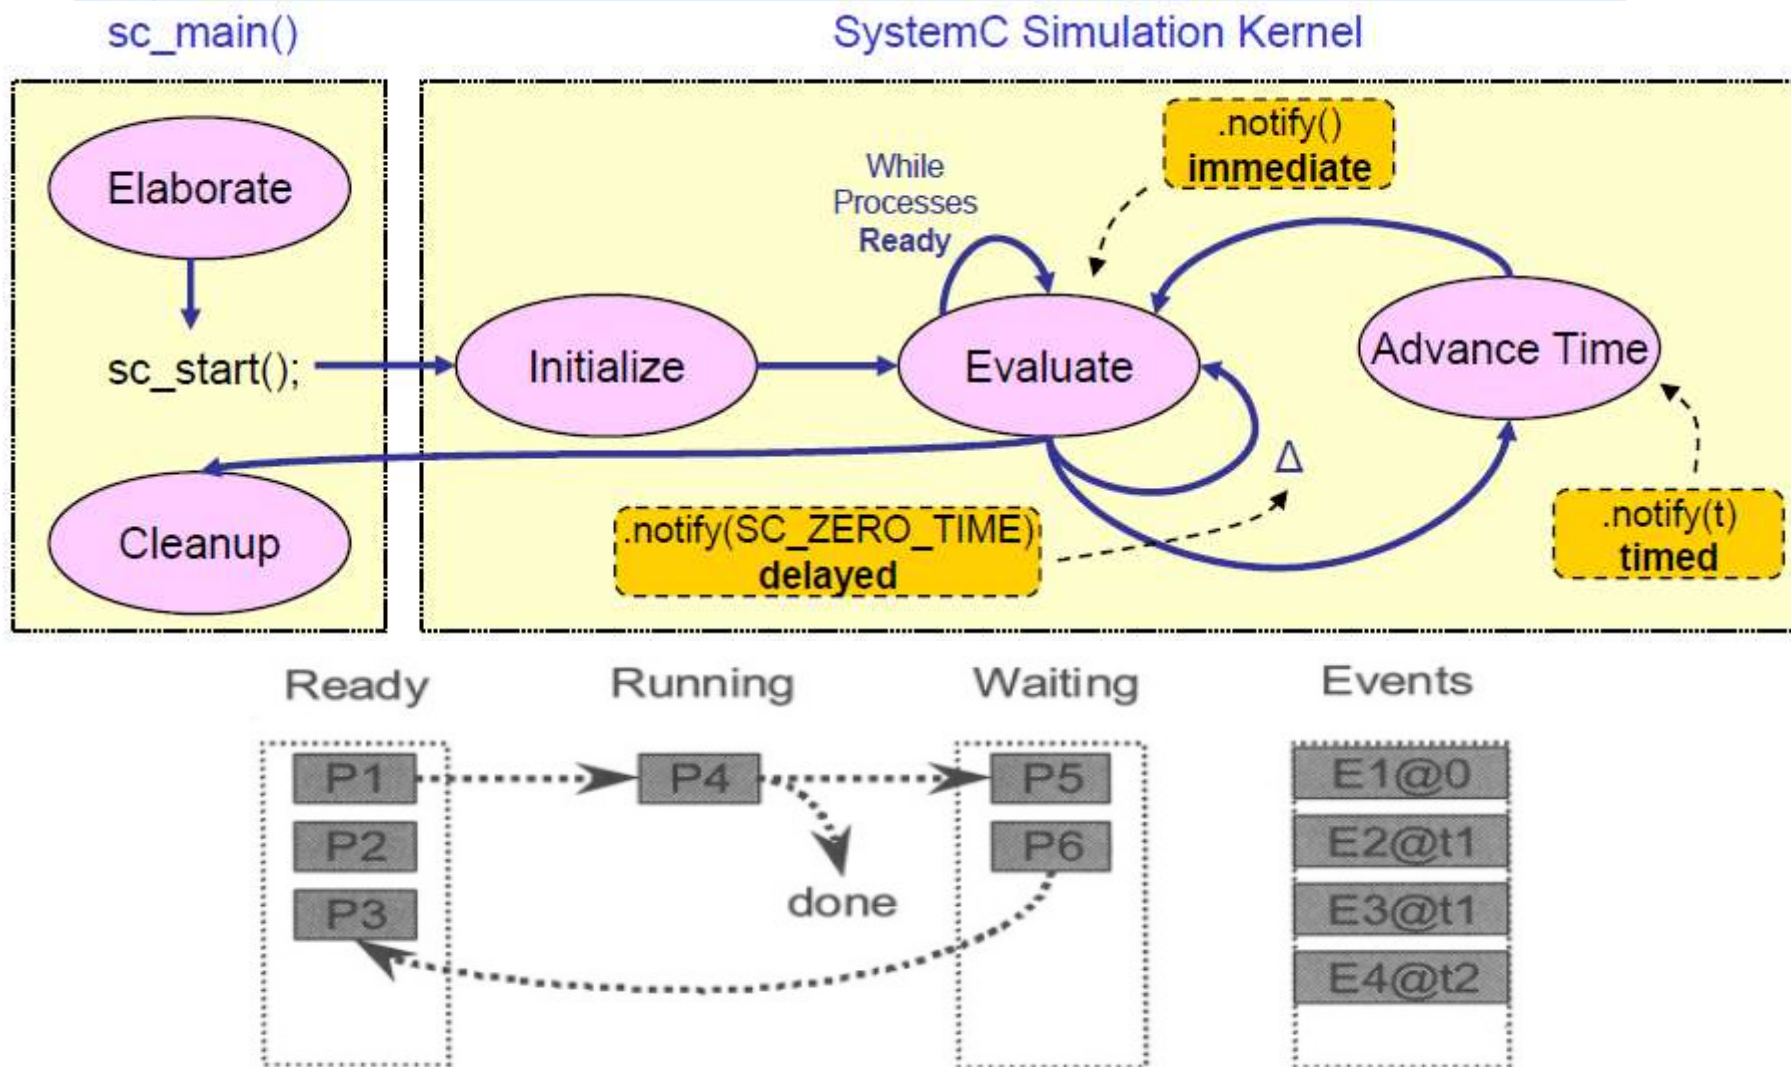 sc_main()
SystemC Simulation Kernel
Elaborate
sc_start();
Cleanup
Initialize
While
Processes
Ready
Evaluate
.notify()
immediate
Advance Time
Δ
.notify(SC_ZERO_TIME)
delayed
.notify(t)
timed
Ready
Running
Waiting
Events
P1
P4
P5
E1@0
P2
P6
E2@t1
P3
done
E3@t1
E4@t2